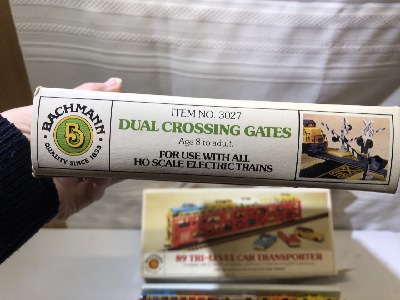 BACHMANN
QUALITY SINCE 1833
ITEM NO. 3027
DUAL CROSSING GATES
Age 8 to adult
FOR USE WITH ALL
HO SCALE ELECTRIC TRAINS
89' TRI-LEVEL CAR TRANSPORTER